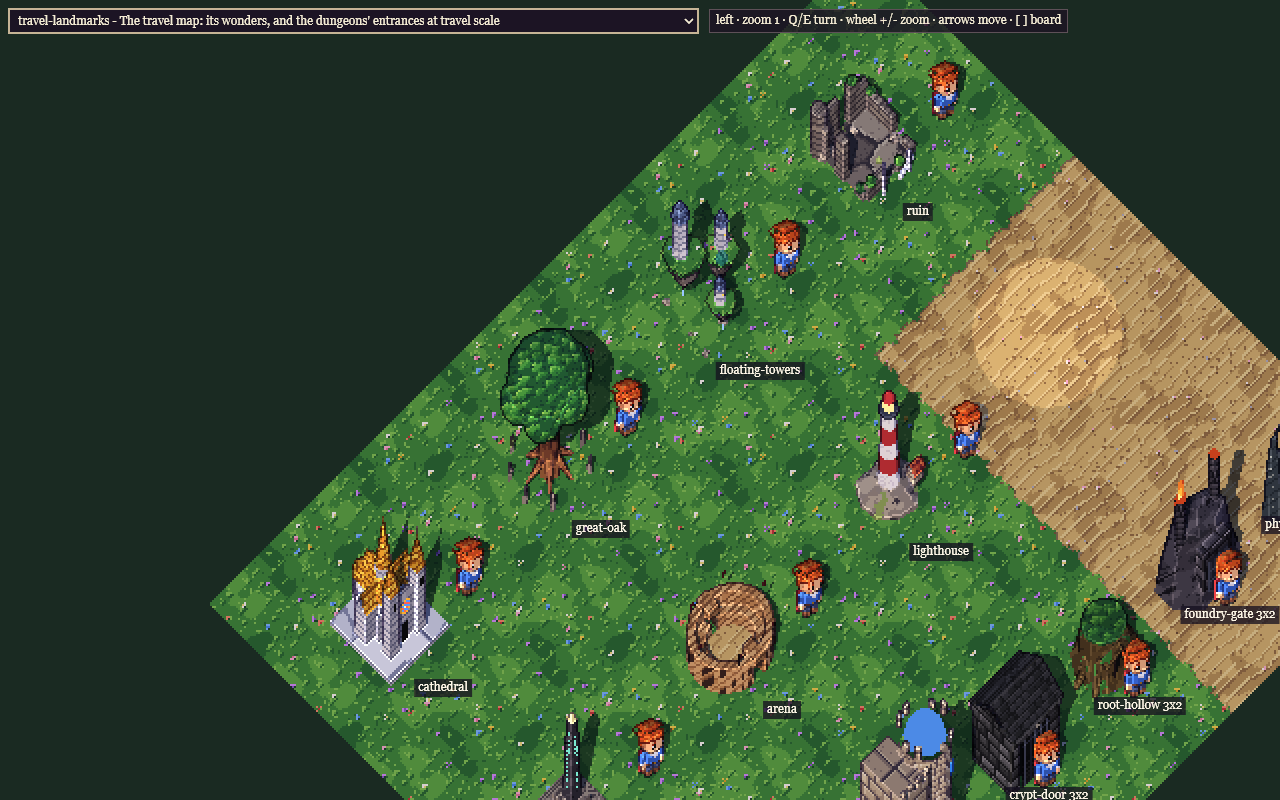 travel-landmarks - The travel map: its wonders, and the dungeons' entrances at travel scale
left · zoom 1 · Q/E turn · wheel +/- zoom · arrows move · [ ] board
ruin
floating-towers
great-oak
lighthouse
foundry-gate 3x2
cathedral
arena
root-hollow 3x2
crypt-door 3x2